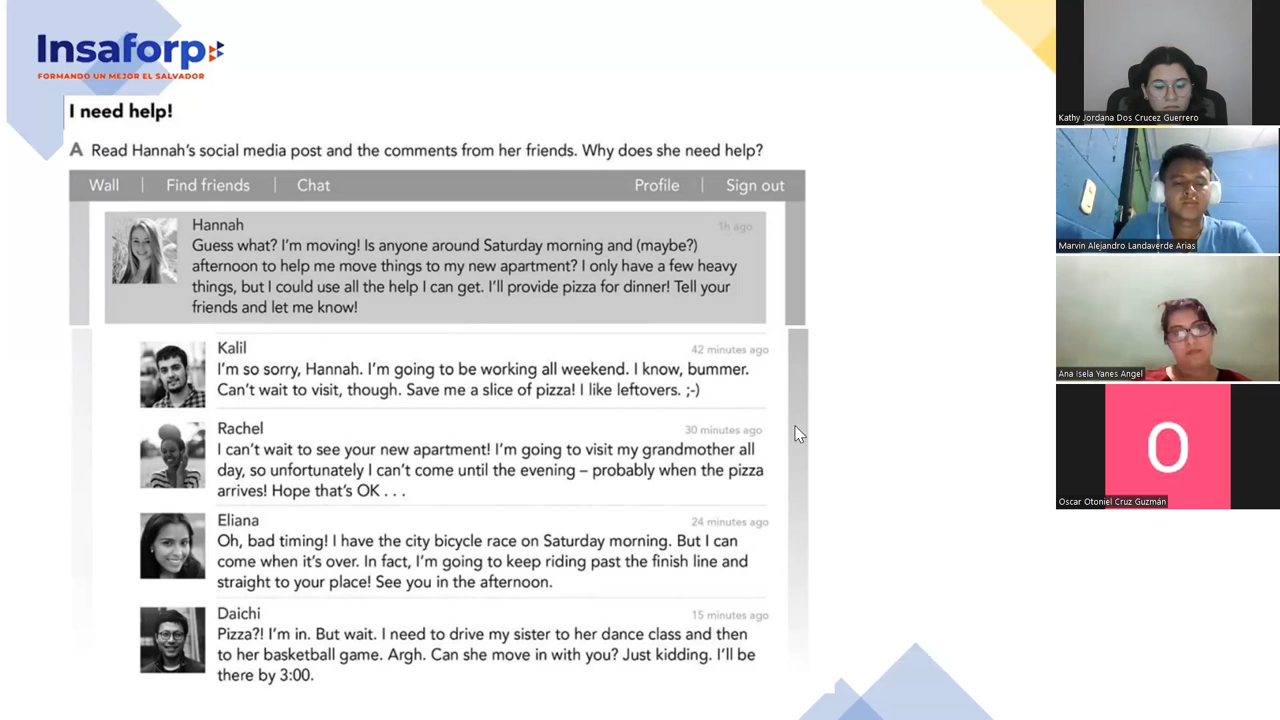 Insaforp
FORMANDO UN MEJOR EL SALVADOR
I need help!
A Read Hannah's social media post and the comments from her friends. Why does she need help?
Wall | Find friends | Chat Profile | Sign out
Hannah 1h ago
Guess what? I'm moving! Is anyone around Saturday morning and (maybe?)
afternoon to help me move things to my new apartment? I only have a few heavy
things, but I could use all the help I can get. I'll provide pizza for dinner! Tell your
friends and let me know!
Kalil 42 minutes ago
I'm so sorry, Hannah. I'm going to be working all weekend. I know, bummer.
Can't wait to visit, though. Save me a slice of pizza! I like leftovers. ;-)
Rachel 30 minutes ago
I can't wait to see your new apartment! I'm going to visit my grandmother all
day, so unfortunately I can't come until the evening – probably when the pizza
arrives! Hope that's OK . . .
Eliana 24 minutes ago
Oh, bad timing! I have the city bicycle race on Saturday morning. But I can
come when it's over. In fact, I'm going to keep riding past the finish line and
straight to your place! See you in the afternoon.
Daichi 15 minutes ago
Pizza?! I'm in. But wait. I need to drive my sister to her dance class and then
to her basketball game. Argh. Can she move in with you? Just kidding. I'll be
there by 3:00.
Kathy Jordana Dos Crucez Guerrero
Marvin Alejandro Landaverde Arias
Ana Isela Yanes Angel
O
Oscar Otoniel Cruz Guzmán